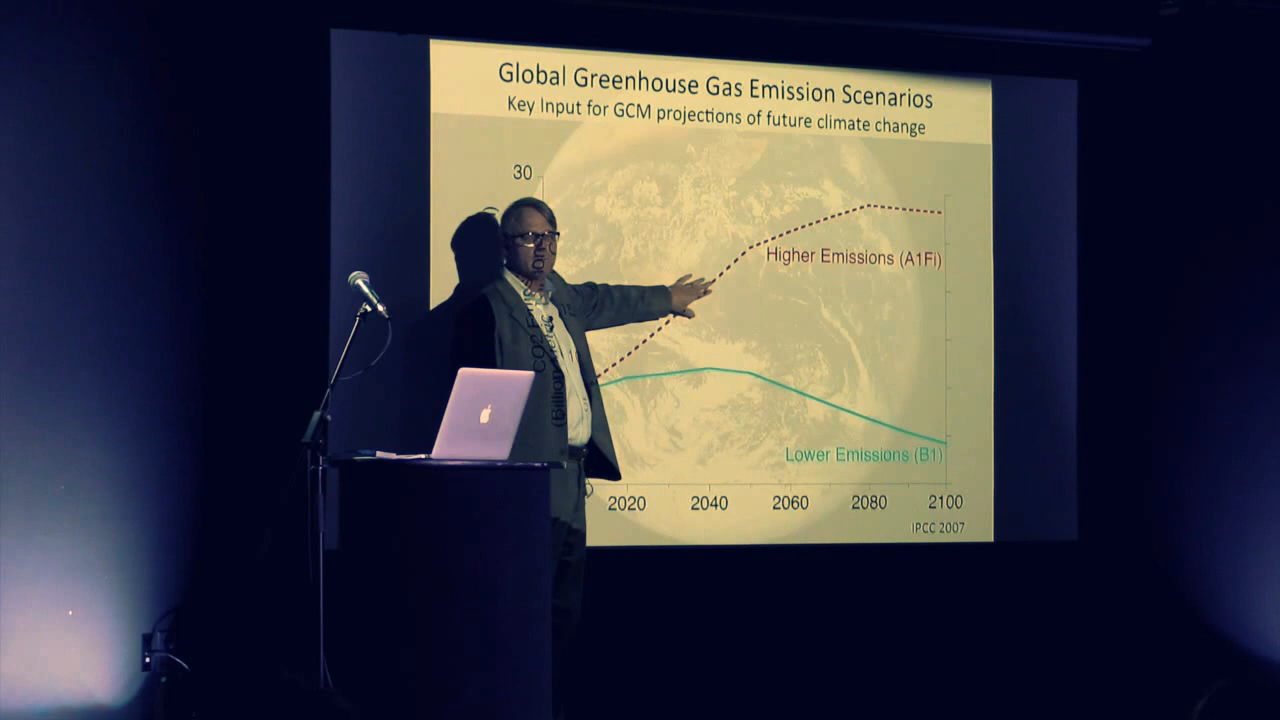 Global Greenhouse Gas Emission Scenarios
Key Input for GCM projections of future climate change
30
Higher Emissions (A1Fi)
Lower Emissions (B1)
2020 2040 2060 2080 2100
IPCC 2007